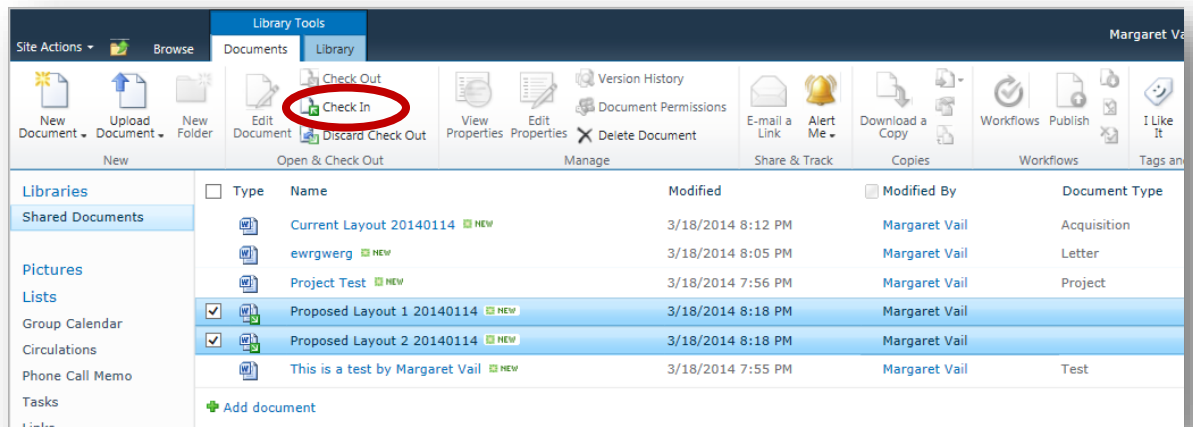 Library Tools
Margaret Va
Site Actions Browse Documents Library
Check Out
Check In
Discard Check Out
New Document
Upload Document
New Folder
Edit Document
View Properties
Edit Properties
Version History
Document Permissions
Delete Document
E-mail a Link
Alert Me
Download a Copy
Workflows
Publish
I Like It
New Open & Check Out Manage Share & Track Copies Workflows Tags an
Libraries
Shared Documents
Pictures
Lists
Group Calendar
Circulations
Phone Call Memo
Tasks
Links
Type Name Modified Modified By Document Type
Current Layout 20140114 NEW 3/18/2014 8:12 PM Margaret Vail Acquisition
ewrgwerg NEW 3/18/2014 8:05 PM Margaret Vail Letter
Project Test NEW 3/18/2014 7:56 PM Margaret Vail Project
Proposed Layout 1 20140114 NEW 3/18/2014 8:18 PM Margaret Vail
Proposed Layout 2 20140114 NEW 3/18/2014 8:18 PM Margaret Vail
This is a test by Margaret Vail NEW 3/18/2014 7:55 PM Margaret Vail Test
Add document